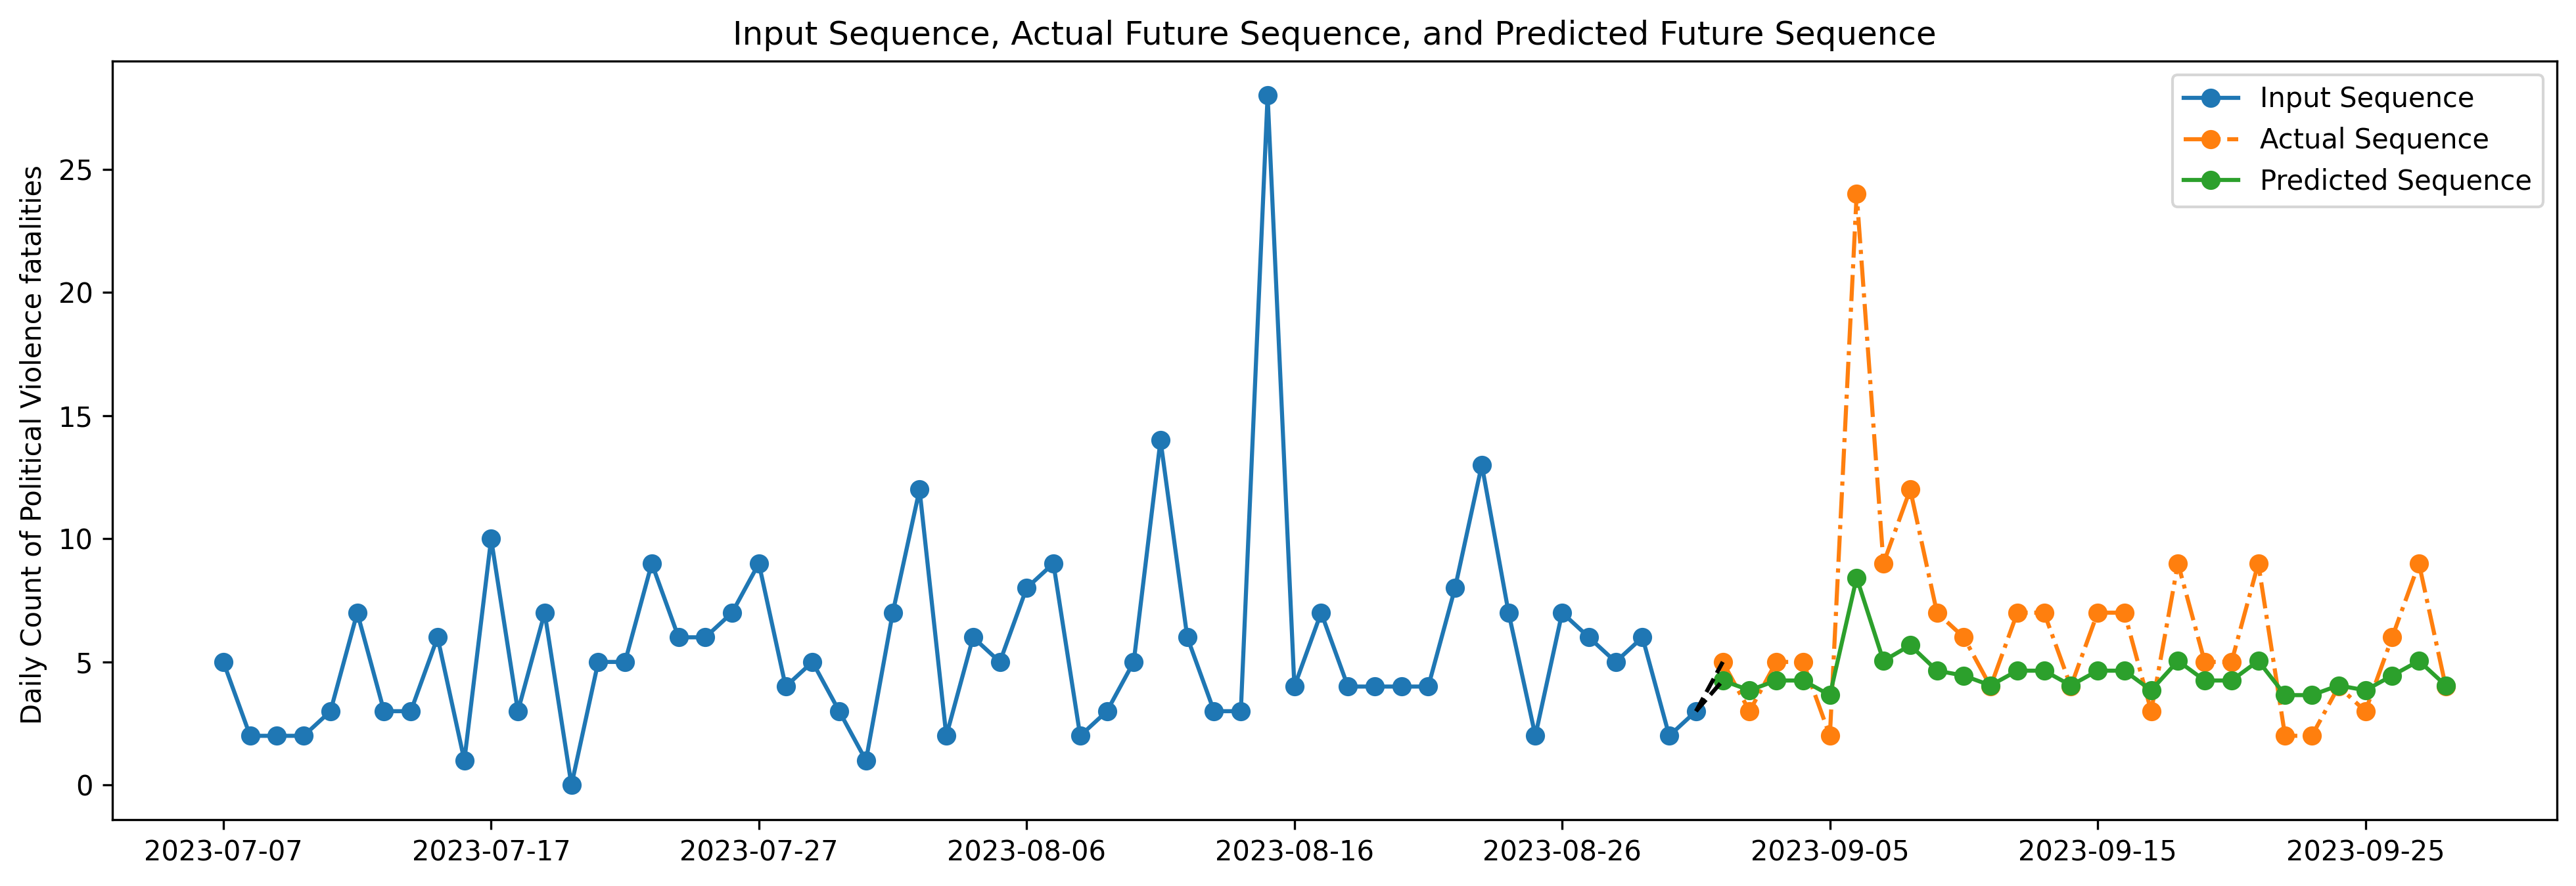 Input Sequence, Actual Future Sequence, and Predicted Future Sequence
Daily Count of Political Violence fatalities
25
20
15
10
5
0
Input Sequence
Actual Sequence
Predicted Sequence
2023-07-07 2023-07-17 2023-07-27 2023-08-06 2023-08-16 2023-08-26 2023-09-05 2023-09-15 2023-09-25